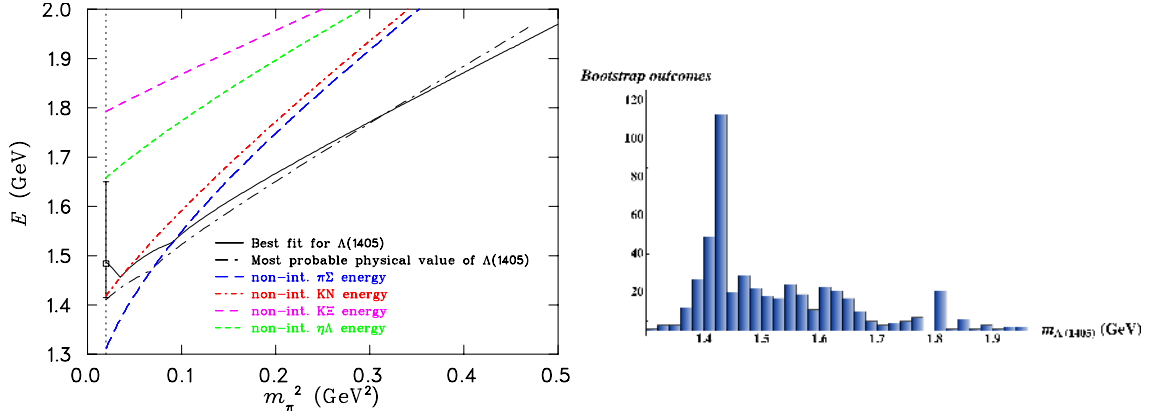 2.0
1.9
1.8
1.7
1.6
1.5
1.4
1.3
E (GeV)
0.0 0.1 0.2 0.3 0.4 0.5
mπ² (GeV²)
Best fit for Λ(1405)
Most probable physical value of Λ(1405)
non-int. πΣ energy
non-int. KN energy
non-int. KΞ energy
non-int. ηΛ energy
Bootstrap outcomes
120
100
80
60
40
20
1.4 1.5 1.6 1.7 1.8 1.9
mΛ(1405) (GeV)